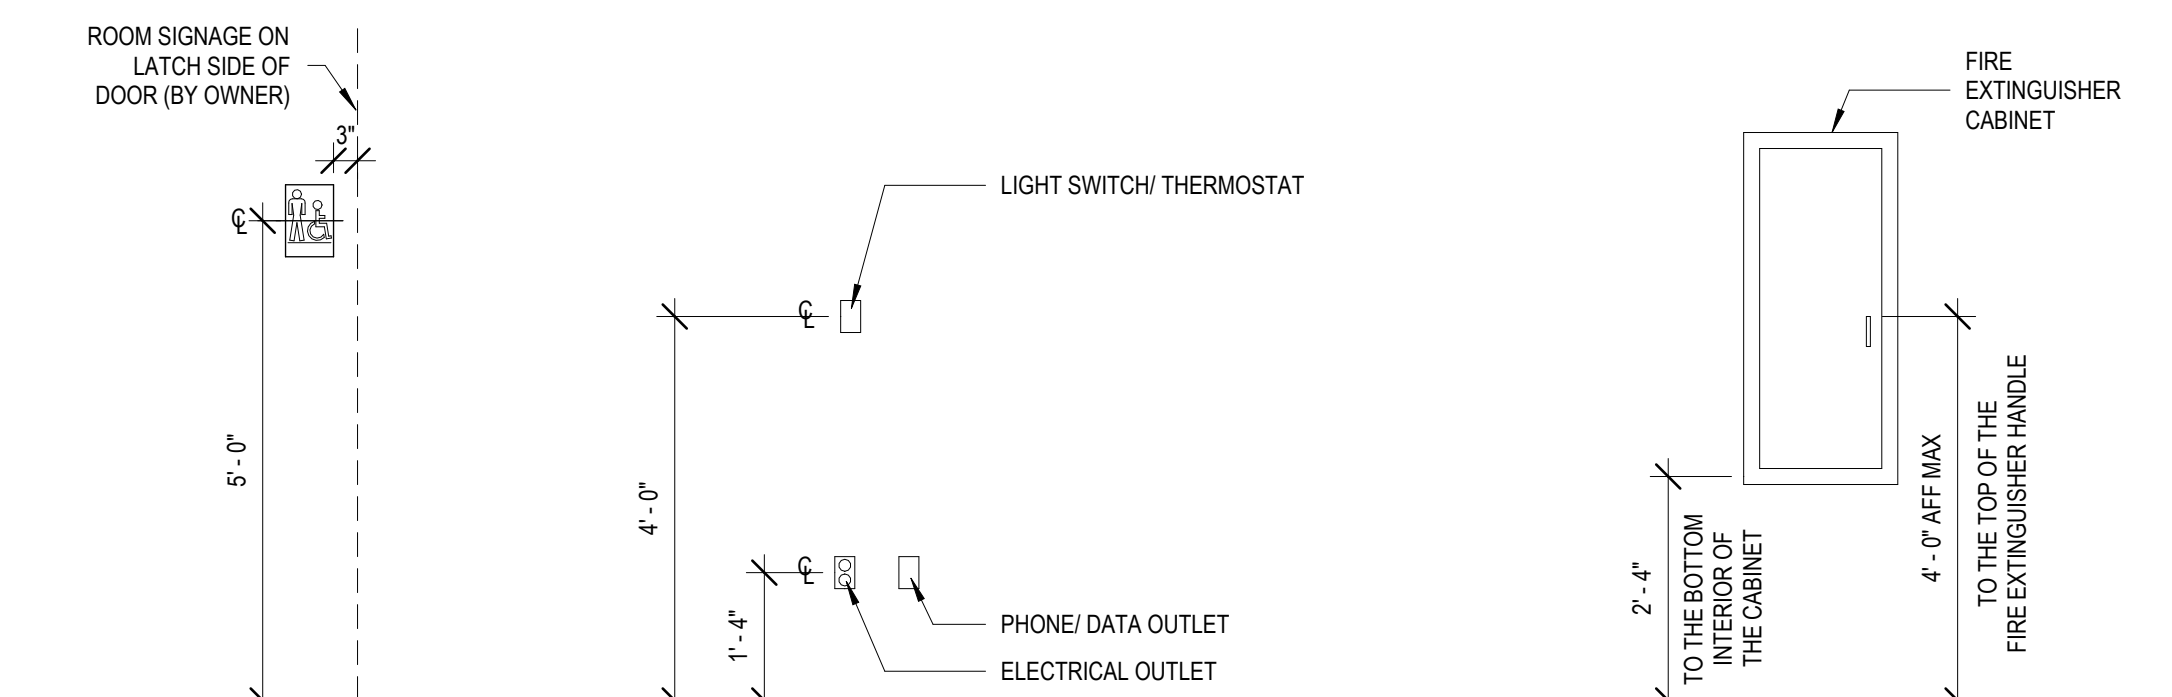 ROOM SIGNAGE ON
LATCH SIDE OF
DOOR (BY OWNER)
3"
℄
5' - 0"
LIGHT SWITCH/ THERMOSTAT
℄
4' - 0"
℄
1' - 4"
PHONE/ DATA OUTLET
ELECTRICAL OUTLET
FIRE
EXTINGUISHER
CABINET
2' - 4"
TO THE BOTTOM
INTERIOR OF
THE CABINET
4' - 0" AFF MAX
TO THE TOP OF THE
FIRE EXTINGUISHER HANDLE